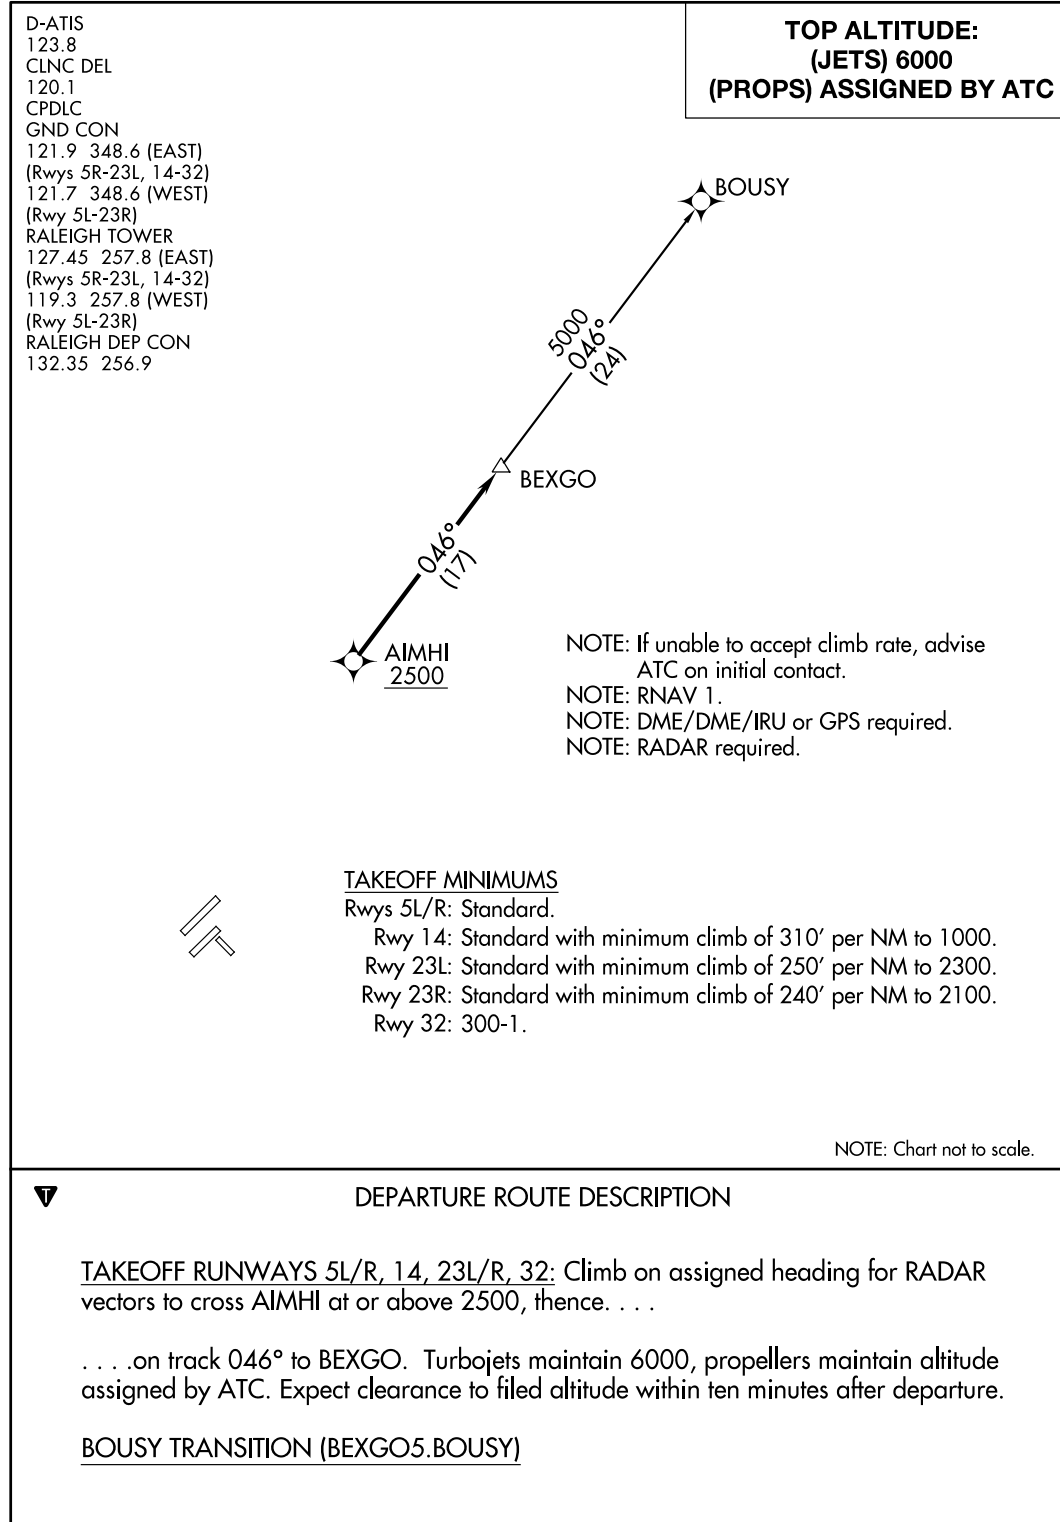 D-ATIS
123.8
CLNC DEL
120.1
CPDLC
GND CON
121.9 348.6 (EAST)
(Rwys 5R-23L, 14-32)
121.7 348.6 (WEST)
(Rwy 5L-23R)
RALEIGH TOWER
127.45 257.8 (EAST)
(Rwys 5R-23L, 14-32)
119.3 257.8 (WEST)
(Rwy 5L-23R)
RALEIGH DEP CON
132.35 256.9
TOP ALTITUDE:
(JETS) 6000
(PROPS) ASSIGNED BY ATC
BOUSY
5000
046°
(24)
BEXGO
046°
(17)
AIMHI
2500
NOTE: If unable to accept climb rate, advise
ATC on initial contact.
NOTE: RNAV 1.
NOTE: DME/DME/IRU or GPS required.
NOTE: RADAR required.
TAKEOFF MINIMUMS
Rwys 5L/R: Standard.
Rwy 14: Standard with minimum climb of 310' per NM to 1000.
Rwy 23L: Standard with minimum climb of 250' per NM to 2300.
Rwy 23R: Standard with minimum climb of 240' per NM to 2100.
Rwy 32: 300-1.
NOTE: Chart not to scale.
T
DEPARTURE ROUTE DESCRIPTION
TAKEOFF RUNWAYS 5L/R, 14, 23L/R, 32: Climb on assigned heading for RADAR
vectors to cross AIMHI at or above 2500, thence. . . .
. . . .on track 046° to BEXGO. Turbojets maintain 6000, propellers maintain altitude
assigned by ATC. Expect clearance to filed altitude within ten minutes after departure.
BOUSY TRANSITION (BEXGO5.BOUSY)